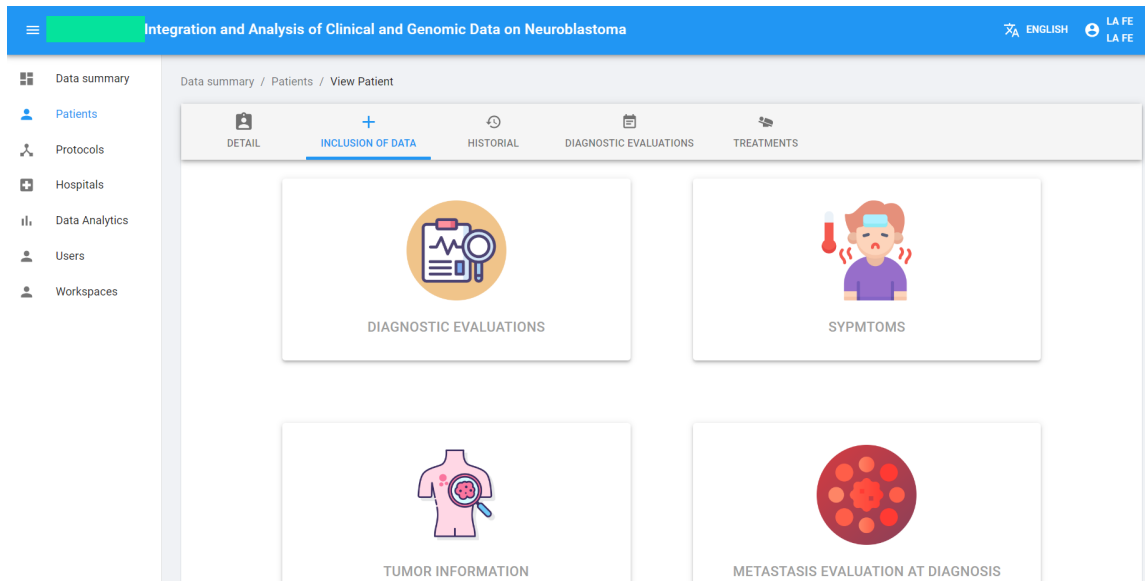 Integration and Analysis of Clinical and Genomic Data on Neuroblastoma
ENGLISH
LA FE
LA FE
Data summary
Patients
Protocols
Hospitals
Data Analytics
Users
Workspaces
Data summary / Patients / View Patient
DETAIL
INCLUSION OF DATA
HISTORIAL
DIAGNOSTIC EVALUATIONS
TREATMENTS
DIAGNOSTIC EVALUATIONS
SYPMTOMS
TUMOR INFORMATION
METASTASIS EVALUATION AT DIAGNOSIS